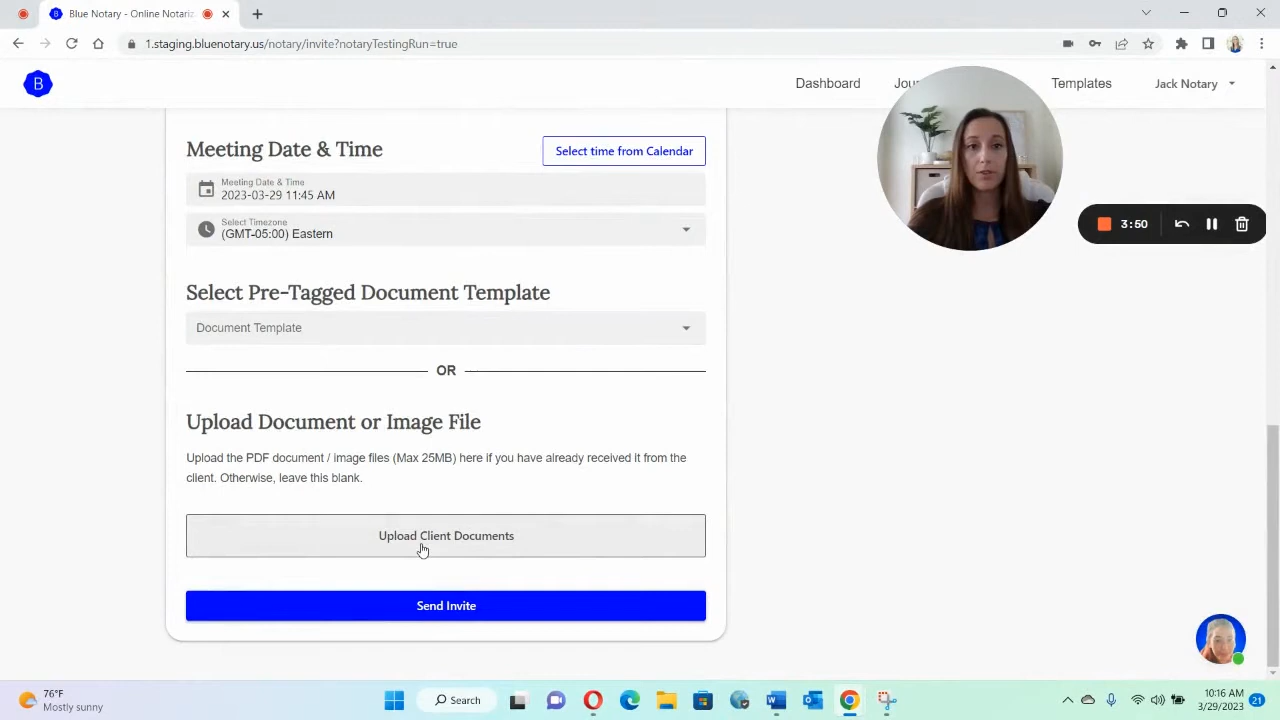 Blue Notary - Online Notariz
1.staging.bluenotary.us/notary/invite?notaryTestingRun=true
B
Dashboard
Jou
Templates
Jack Notary
Meeting Date & Time
Select time from Calendar
Meeting Date & Time
2023-03-29 11:45 AM
Select Timezone
(GMT-05:00) Eastern
3:50
Select Pre-Tagged Document Template
Document Template
OR
Upload Document or Image File
Upload the PDF document / image files (Max 25MB) here if you have already received it from the
client. Otherwise, leave this blank.
Upload Client Documents
Send Invite
76°F
Mostly sunny
Search
10:16 AM
3/29/2023
21